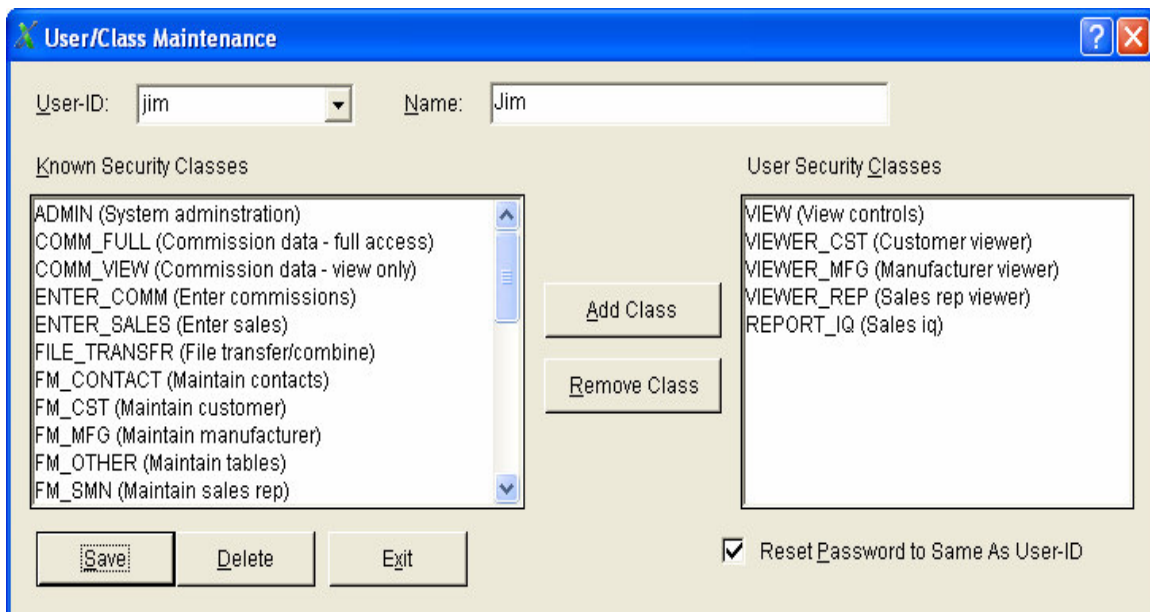 User/Class Maintenance
User-ID: jim Name: Jim
Known Security Classes
ADMIN (System adminstration)
COMM_FULL (Commission data - full access)
COMM_VIEW (Commission data - view only)
ENTER_COMM (Enter commissions)
ENTER_SALES (Enter sales)
FILE_TRANSFR (File transfer/combine)
FM_CONTACT (Maintain contacts)
FM_CST (Maintain customer)
FM_MFG (Maintain manufacturer)
FM_OTHER (Maintain tables)
FM_SMN (Maintain sales rep)
Add Class
Remove Class
User Security Classes
VIEW (View controls)
VIEWER_CST (Customer viewer)
VIEWER_MFG (Manufacturer viewer)
VIEWER_REP (Sales rep viewer)
REPORT_IQ (Sales iq)
Save Delete Exit
Reset Password to Same As User-ID